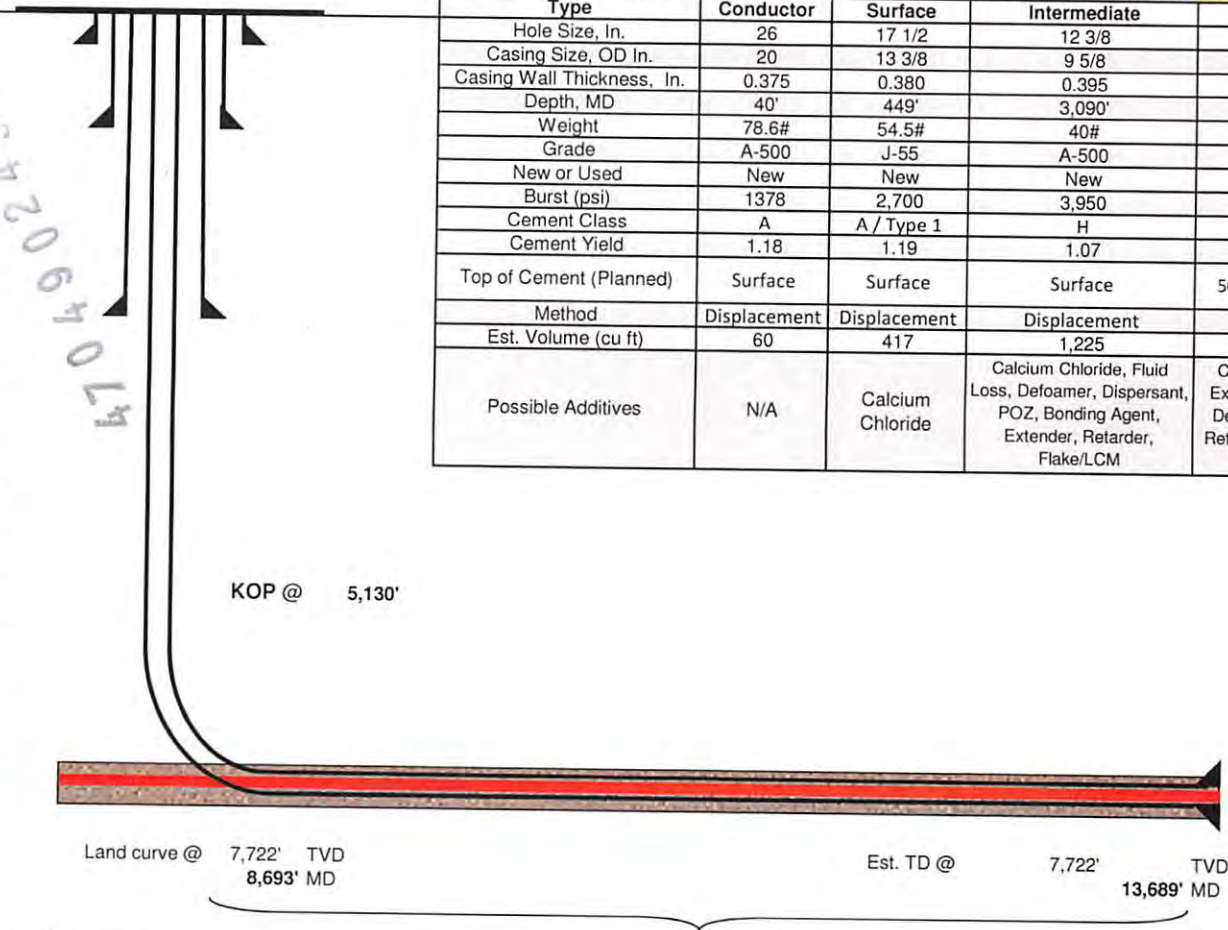 Type Conductor Surface Intermediate
Hole Size, In. 26 17 1/2 12 3/8
Casing Size, OD In. 20 13 3/8 9 5/8
Casing Wall Thickness, In. 0.375 0.380 0.395
Depth, MD 40' 449' 3,090'
Weight 78.6# 54.5# 40#
Grade A-500 J-55 A-500
New or Used New New New
Burst (psi) 1378 2,700 3,950
Cement Class A A / Type 1 H
Cement Yield 1.18 1.19 1.07
Top of Cement (Planned) Surface Surface Surface
Method Displacement Displacement Displacement
Est. Volume (cu ft) 60 417 1,225
Possible Additives N/A Calcium Chloride Calcium Chloride, Fluid
Loss, Defoamer, Dispersant,
POZ, Bonding Agent,
Extender, Retarder,
Flake/LCM
KOP @ 5,130'
Land curve @ 7,722' TVD
8,693' MD
Est. TD @ 7,722' TVD
13,689' MD